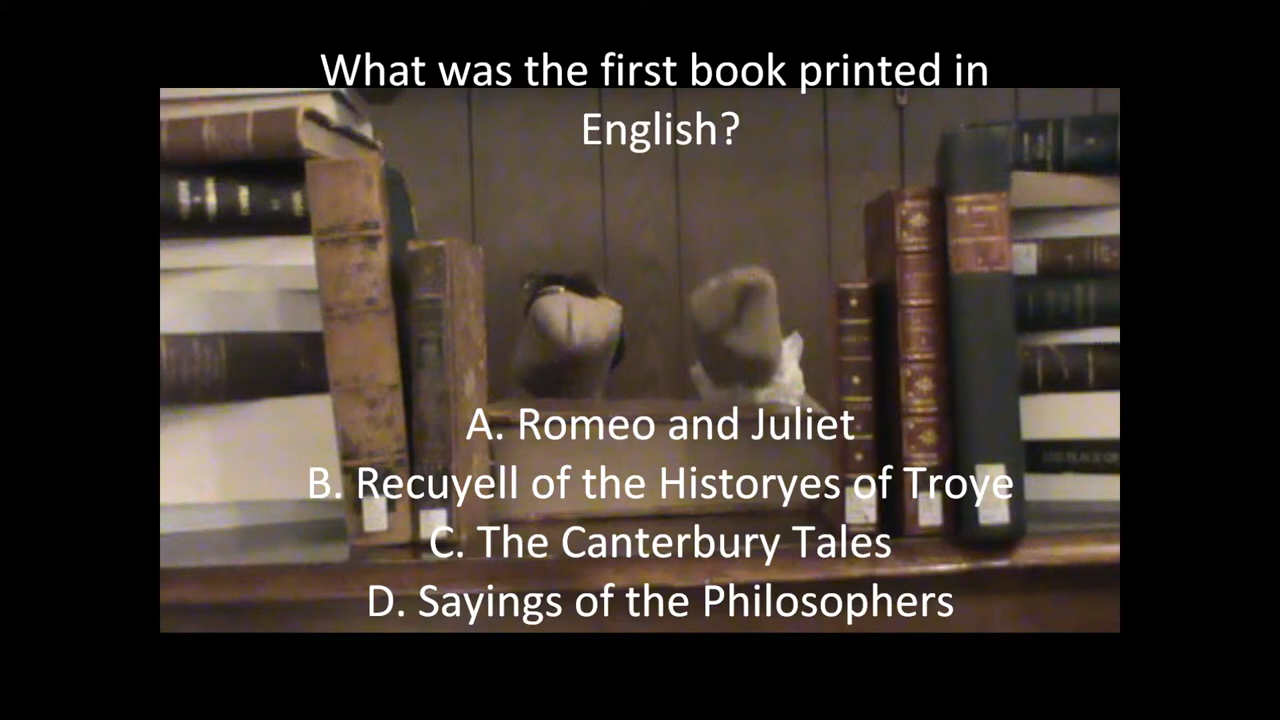 What was the first book printed in
English?
A. Romeo and Juliet
B. Recuyell of the Historyes of Troye
C. The Canterbury Tales
D. Sayings of the Philosophers